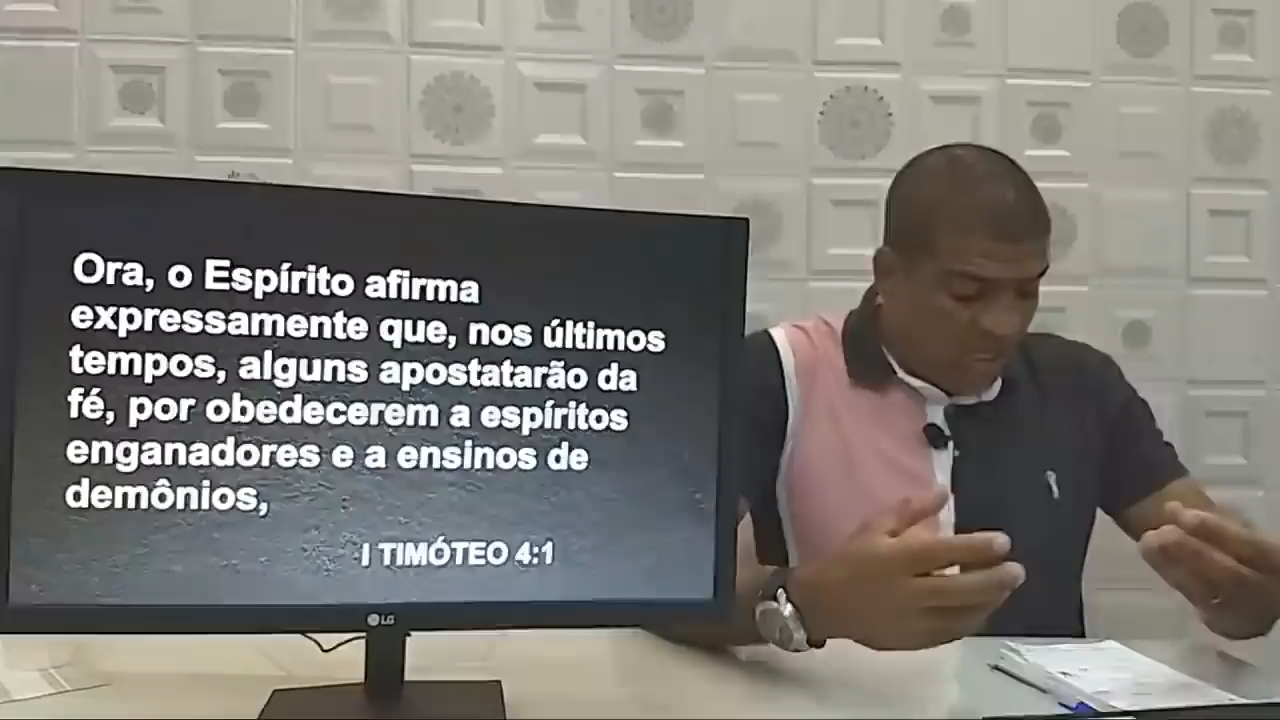 Ora, o Espírito afirma
expressamente que, nos últimos
tempos, alguns apostatarão da
fé, por obedecerem a espíritos
enganadores e a ensinos de
demônios,
I TIMÓTEO 4:1
LG